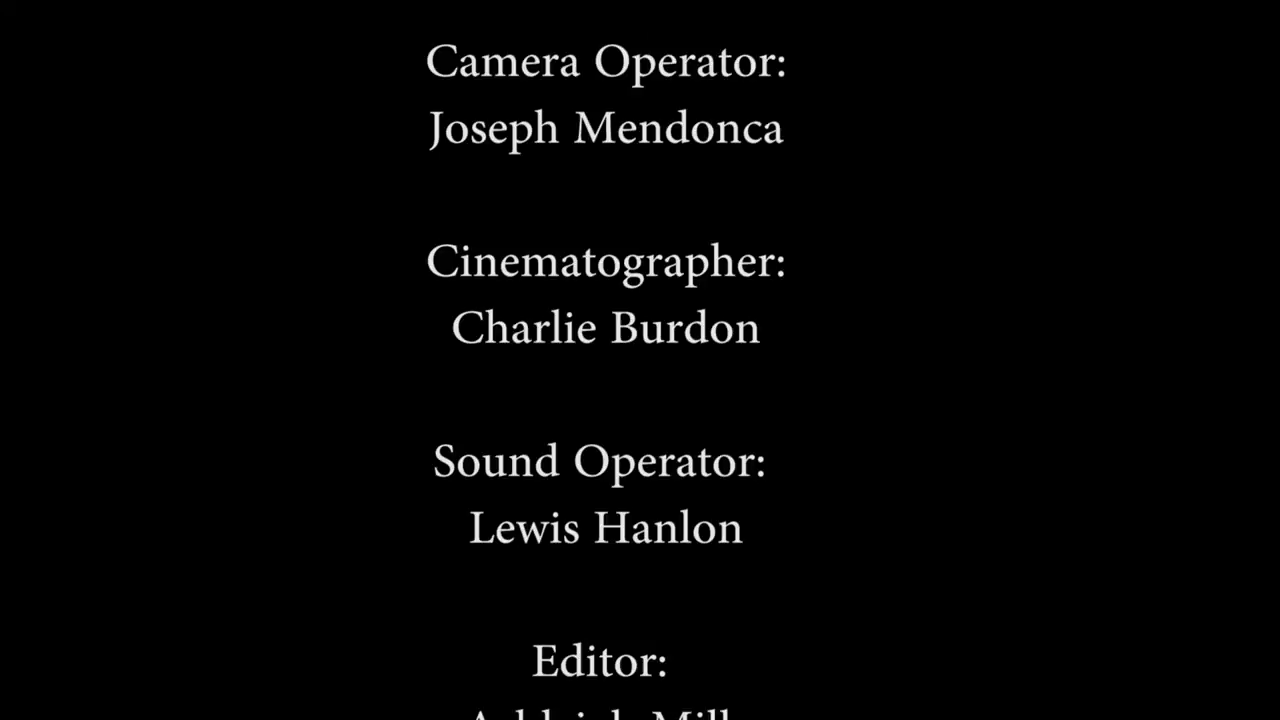 Camera Operator:
Joseph Mendonca
Cinematographer:
Charlie Burdon
Sound Operator:
Lewis Hanlon
Editor: